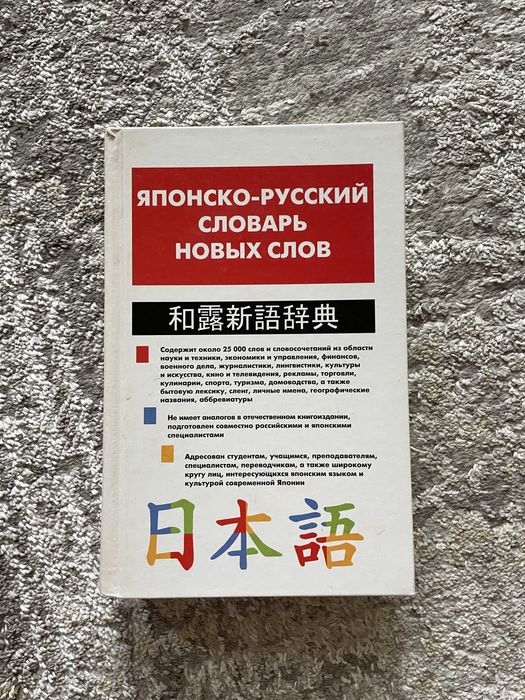 ЯПОНСКО-РУССКИЙ
СЛОВАРЬ
НОВЫХ СЛОВ
和露新語辞典
Содержит около 25 000 слов и словосочетаний из области
науки и техники, экономики и управления, финансов,
военного дела, журналистики, лингвистики, культуры
и искусства, кино и телевидения, рекламы, торговли,
кулинарии, спорта, туризма, домоводства, а также
бытовую лексику, сленг, личные имена, географические
названия, аббревиатуры
Не имеет аналогов в отечественном книгоиздании,
подготовлен совместно российскими и японскими
специалистами
Адресован студентам, учащимся, преподавателям,
специалистам, переводчикам, а также широкому
кругу лиц, интересующихся японским языком и
культурой современной Японии
日本語